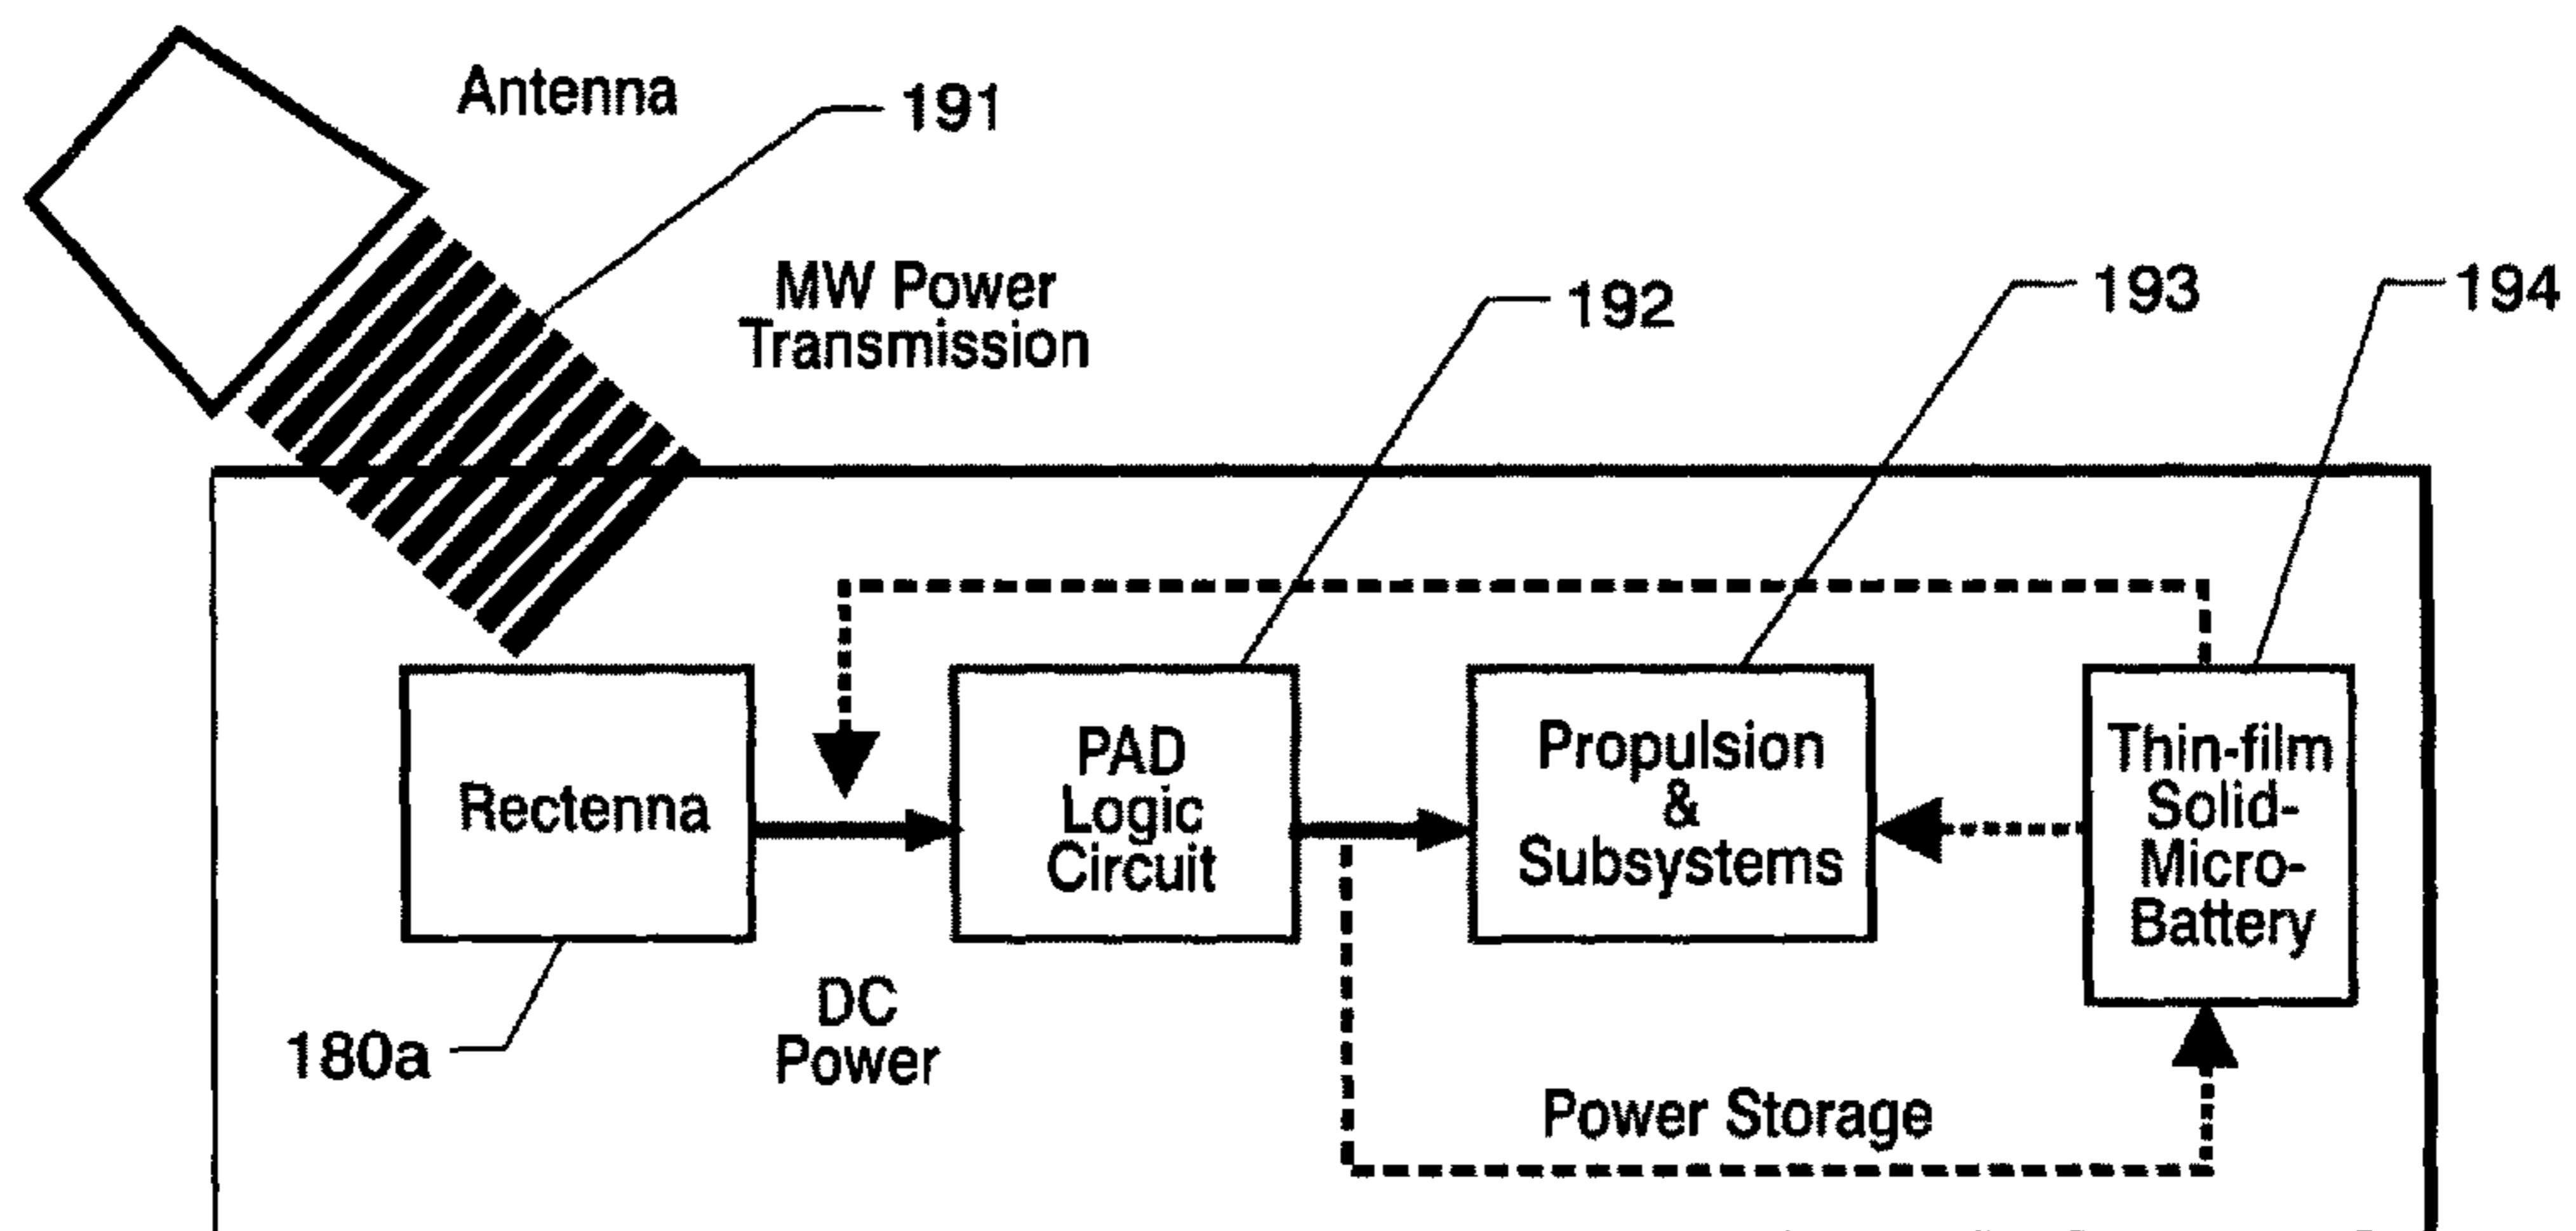 Antenna
191
MW Power
Transmission
192
193
194
Rectenna
PAD
Logic
Circuit
Propulsion
&
Subsystems
Thin-film
Solid-
Micro-
Battery
180a
DC
Power
Power Storage